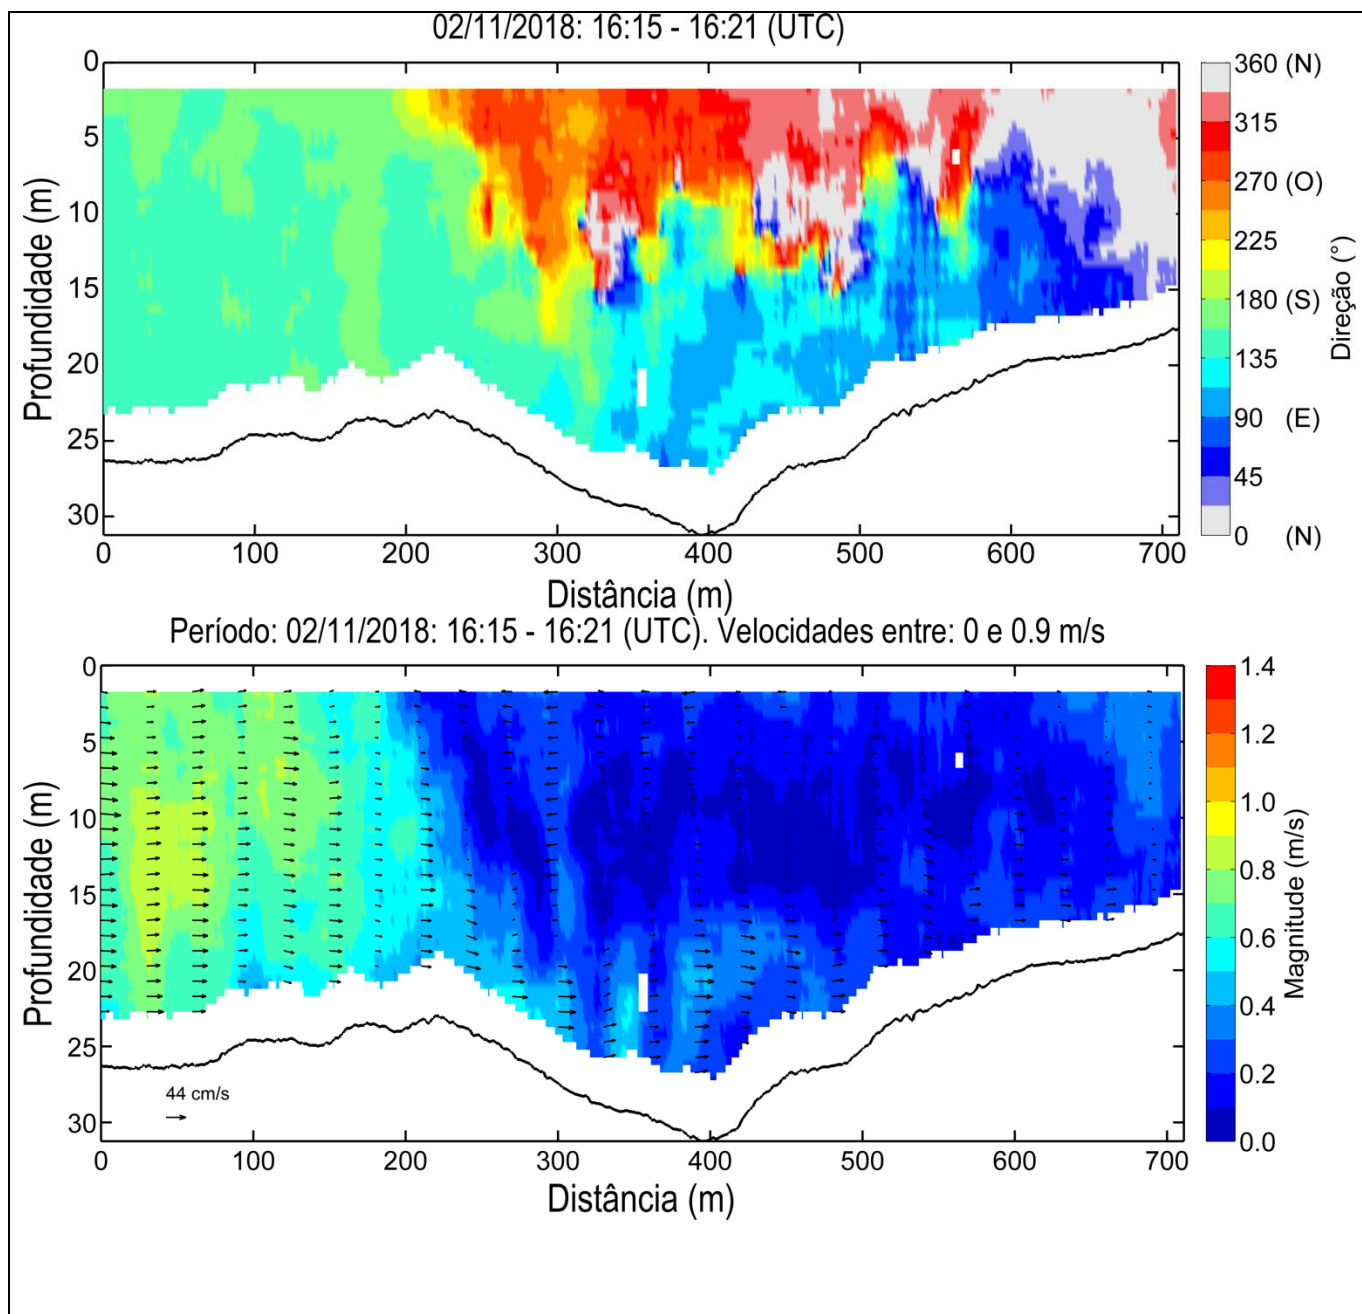 02/11/2018: 16:15 - 16:21 (UTC)
0
5
10
15
20
25
30
Profundidade (m)
0 100 200 300 400 500 600 700
Distância (m)
360 (N)
315
270 (O)
225
180 (S)
135
90 (E)
45
0 (N)
Direção (°)
Período: 02/11/2018: 16:15 - 16:21 (UTC). Velocidades entre: 0 e 0.9 m/s
0
5
10
15
20
25
30
Profundidade (m)
44 cm/s
0 100 200 300 400 500 600 700
Distância (m)
1.4
1.2
1.0
0.8
0.6
0.4
0.2
0.0
Magnitude (m/s)